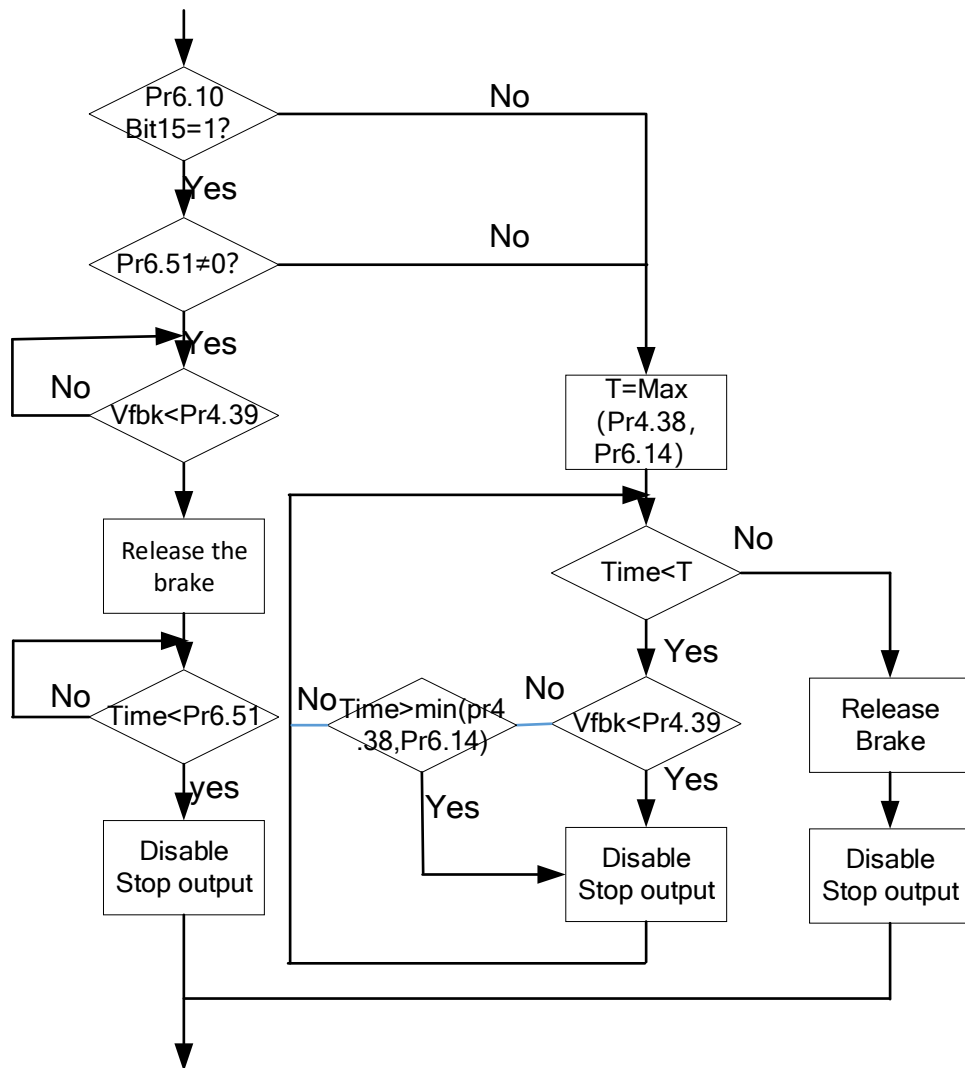 Pr6.10
Bit15=1?
No
Yes
Pr6.51≠0?
No
Yes
No
Vfbk<Pr4.39
T=Max
(Pr4.38,
Pr6.14)
Release the
brake
Time<T
No
Yes
No
Time<Pr6.51
No
Time>min(pr4
.38,Pr6.14)
No
Vfbk<Pr4.39
Release
Brake
yes
Yes
Yes
Disable
Stop output
Disable
Stop output
Disable
Stop output